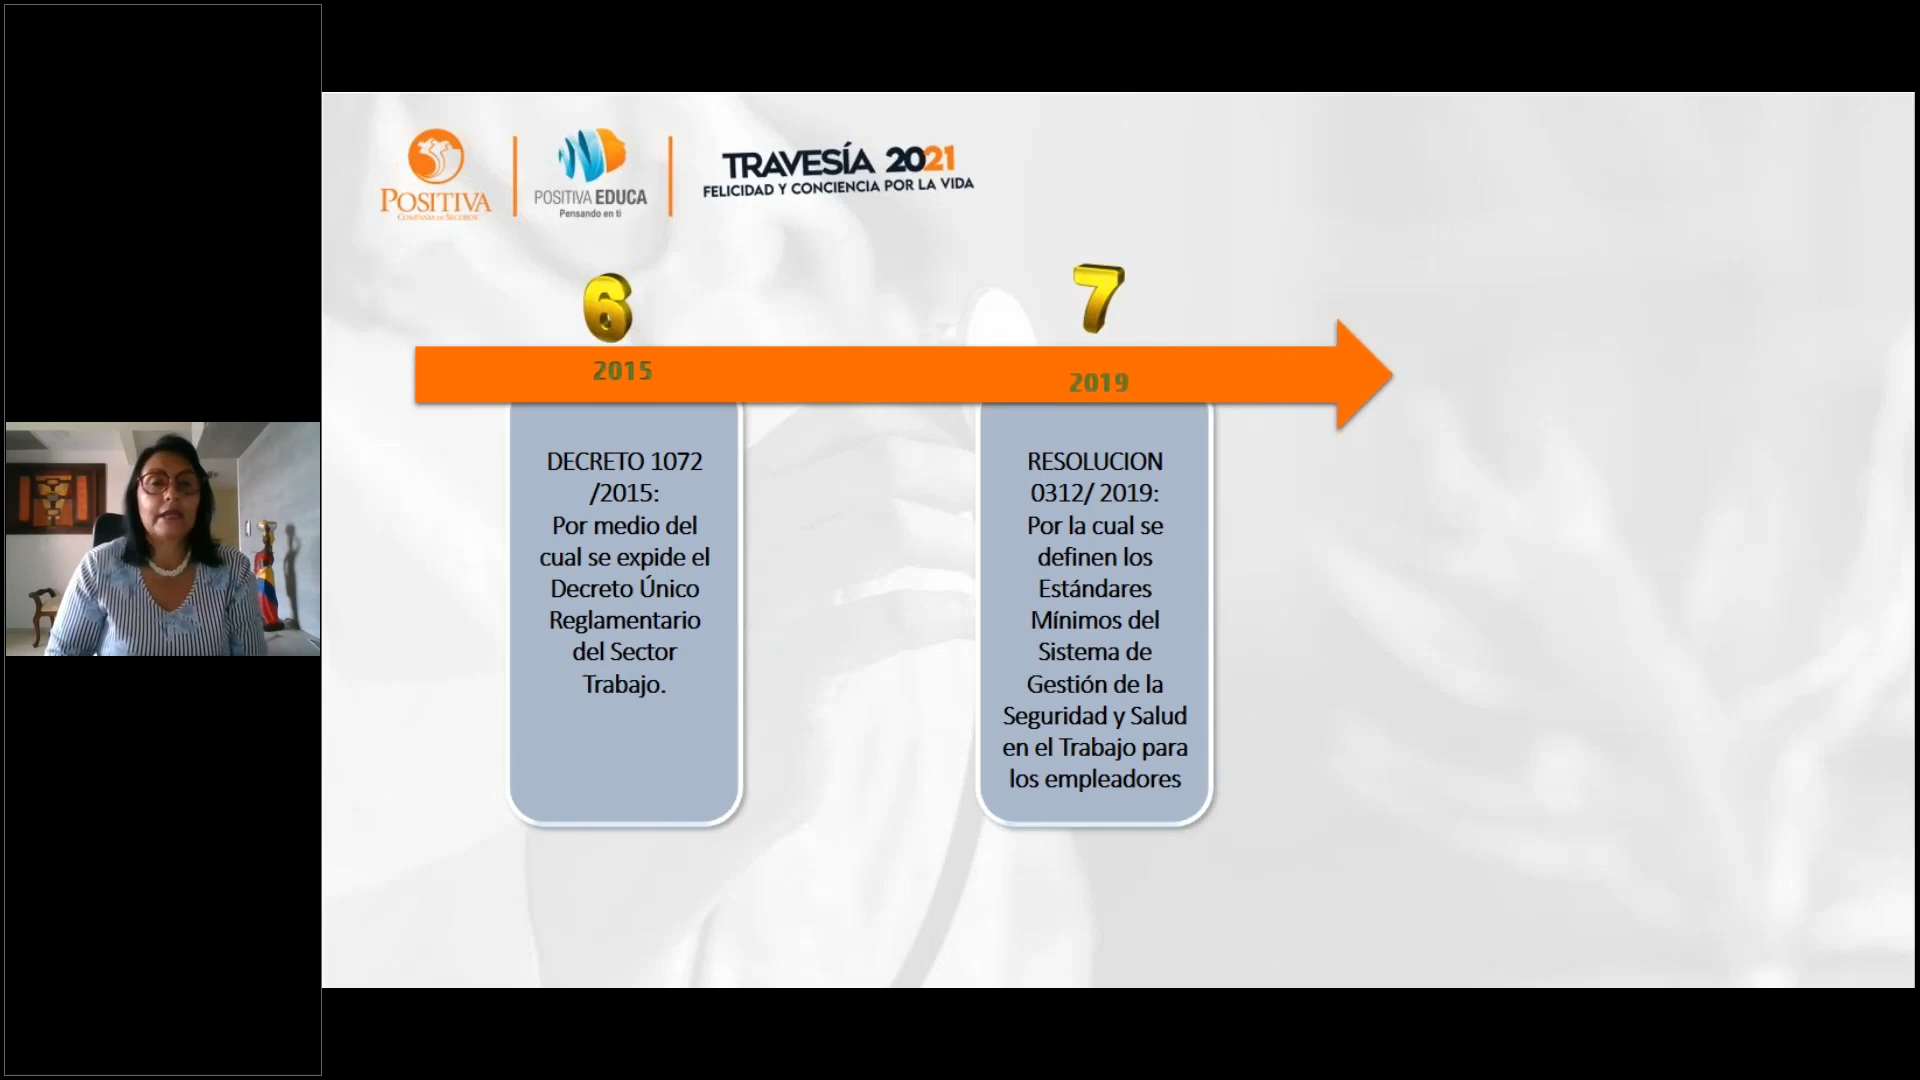 POSITIVA
COMPAÑÍA DE SEGUROS
POSITIVA EDUCA
Pensando en ti
TRAVESÍA 2021
FELICIDAD Y CONCIENCIA POR LA VIDA
6
7
2015
2019
DECRETO 1072
/2015:
Por medio del
cual se expide el
Decreto Único
Reglamentario
del Sector
Trabajo.
RESOLUCION
0312/ 2019:
Por la cual se
definen los
Estándares
Mínimos del
Sistema de
Gestión de la
Seguridad y Salud
en el Trabajo para
los empleadores